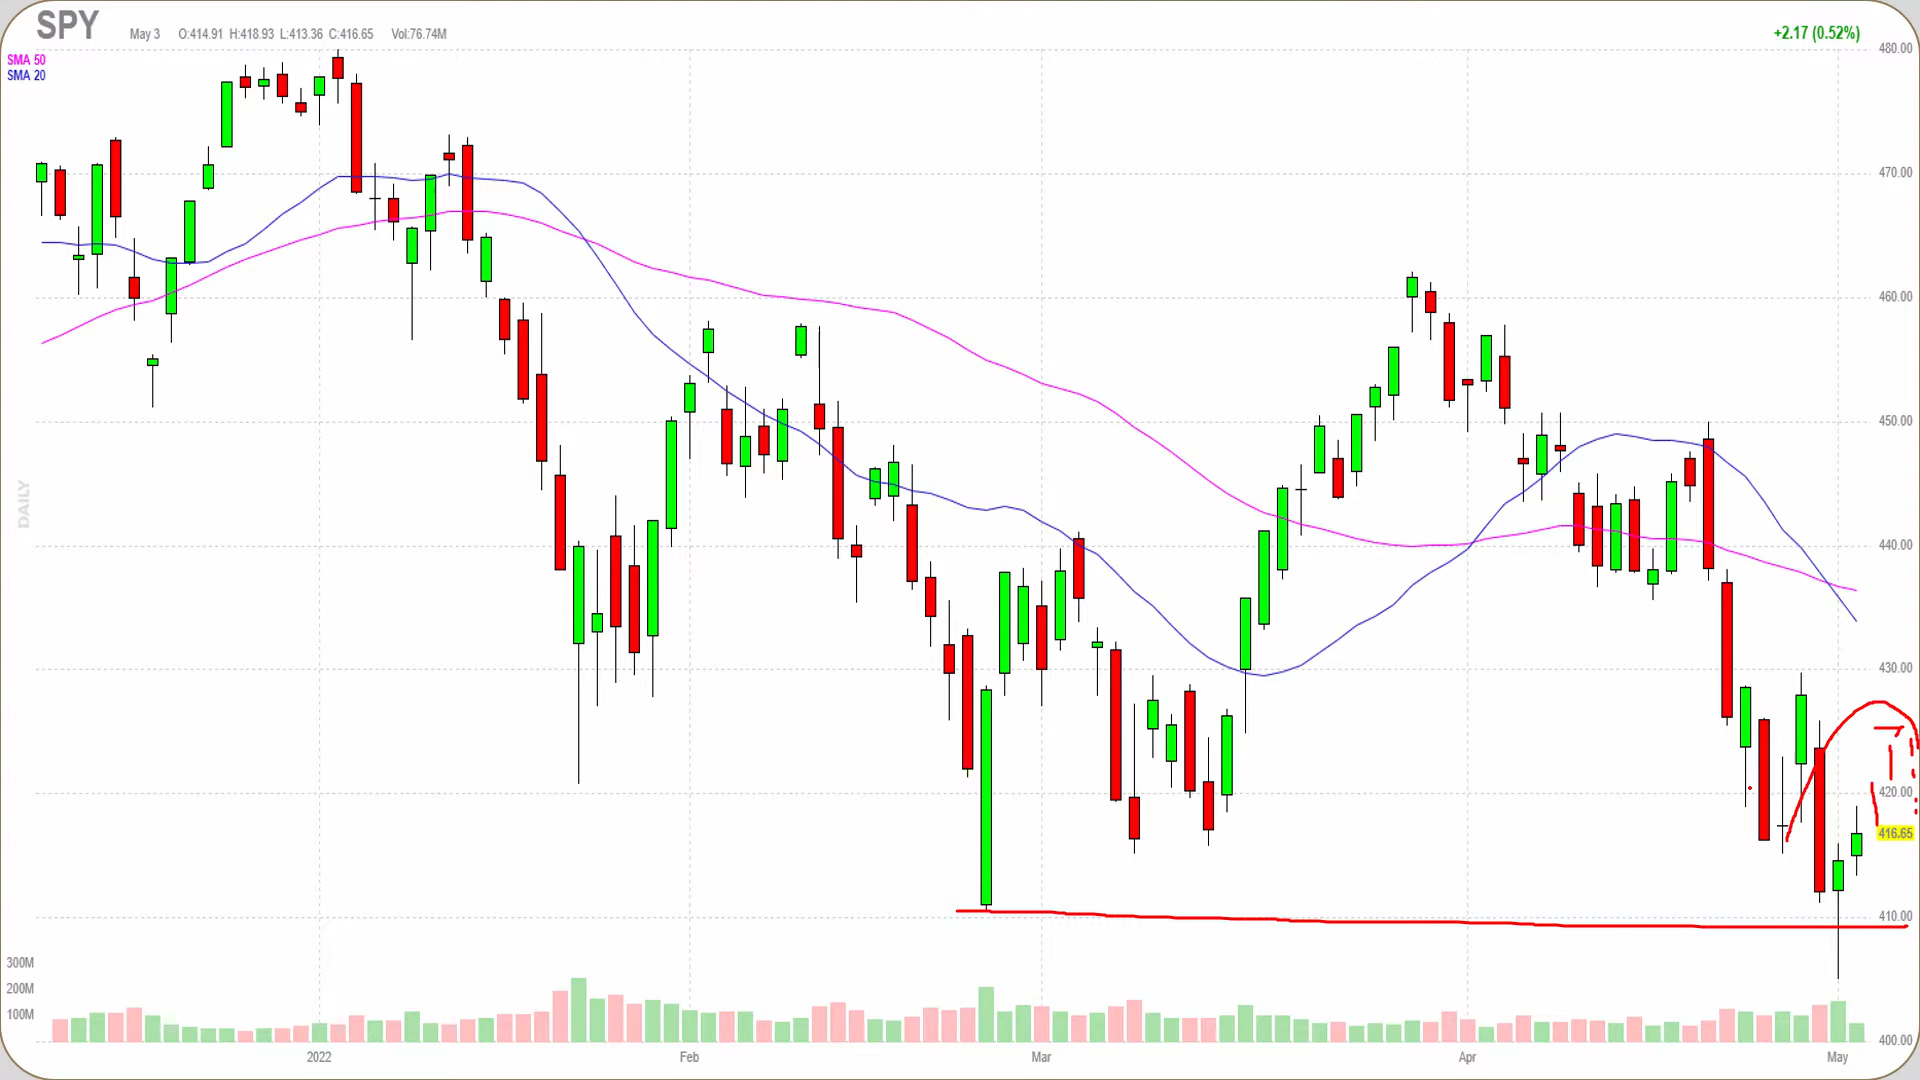 SPY May 3 O:414.91 H:418.93 L:413.36 C:416.65 Vol:76.74M +2.17 (0.52%)
SMA 50
SMA 20
480.00
470.00
460.00
450.00
440.00
430.00
420.00
416.65
410.00
400.00
DAILY
300M
200M
100M
2022 Feb Mar Apr May